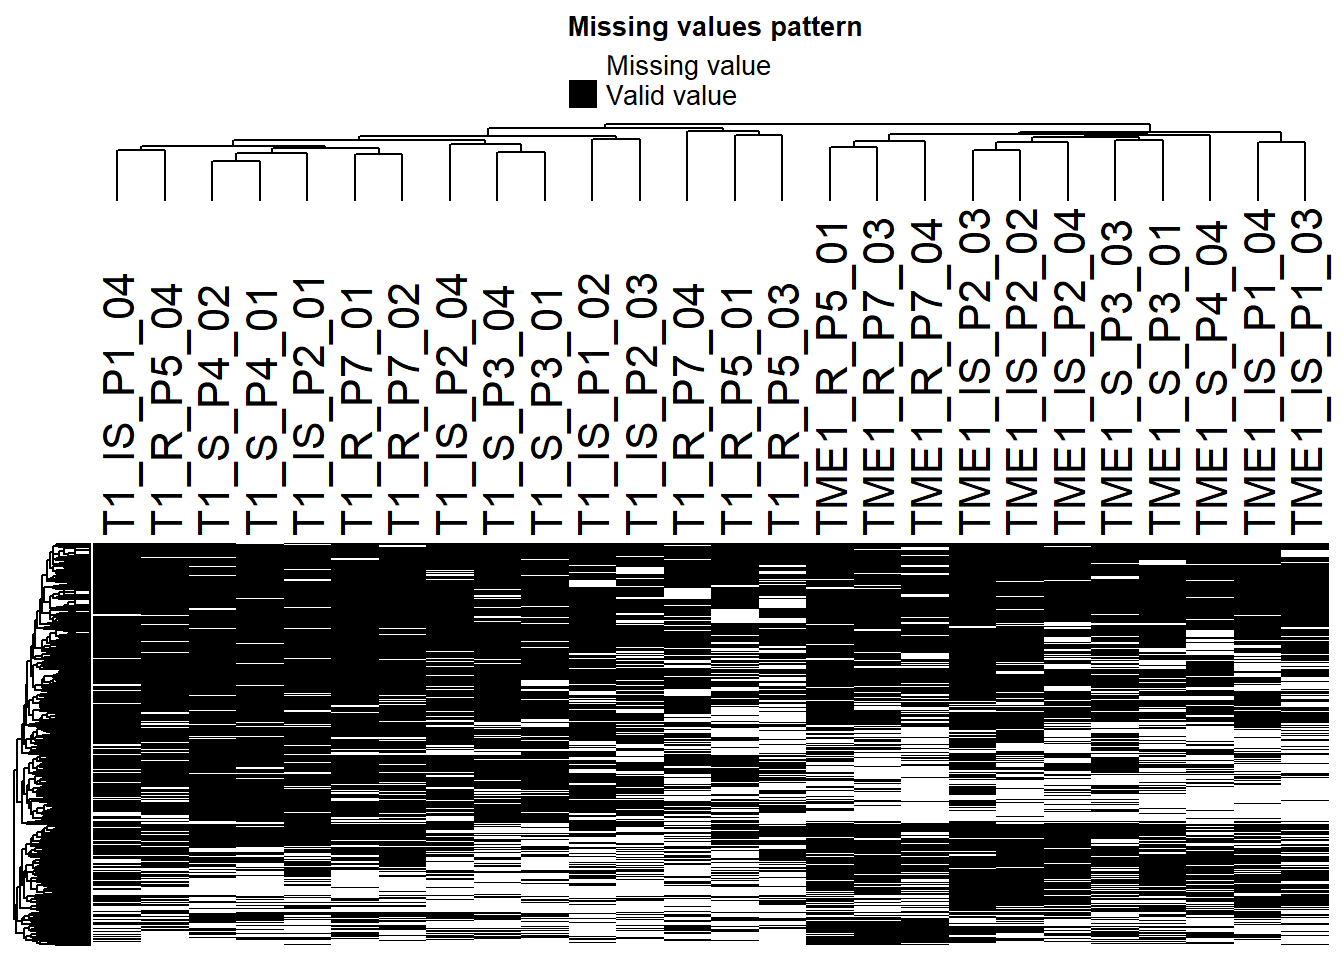 Missing values pattern
Missing value
Valid value
T1_IS_P1_04
T1_R_P5_04
T1_S_P4_02
T1_S_P4_01
T1_IS_P2_01
T1_R_P7_01
T1_R_P7_02
T1_IS_P2_04
T1_S_P3_04
T1_S_P3_01
T1_IS_P1_02
T1_IS_P2_03
T1_R_P7_04
T1_R_P5_01
T1_R_P5_03
TME1_R_P5_01
TME1_R_P7_03
TME1_R_P7_04
TME1_IS_P2_03
TME1_IS_P2_02
TME1_IS_P2_04
TME1_S_P3_03
TME1_S_P3_01
TME1_S_P4_04
TME1_IS_P1_04
TME1_IS_P1_03